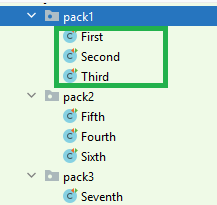 pack1
First
Second
Third
pack2
Fifth
Fourth
Sixth
pack3
Seventh